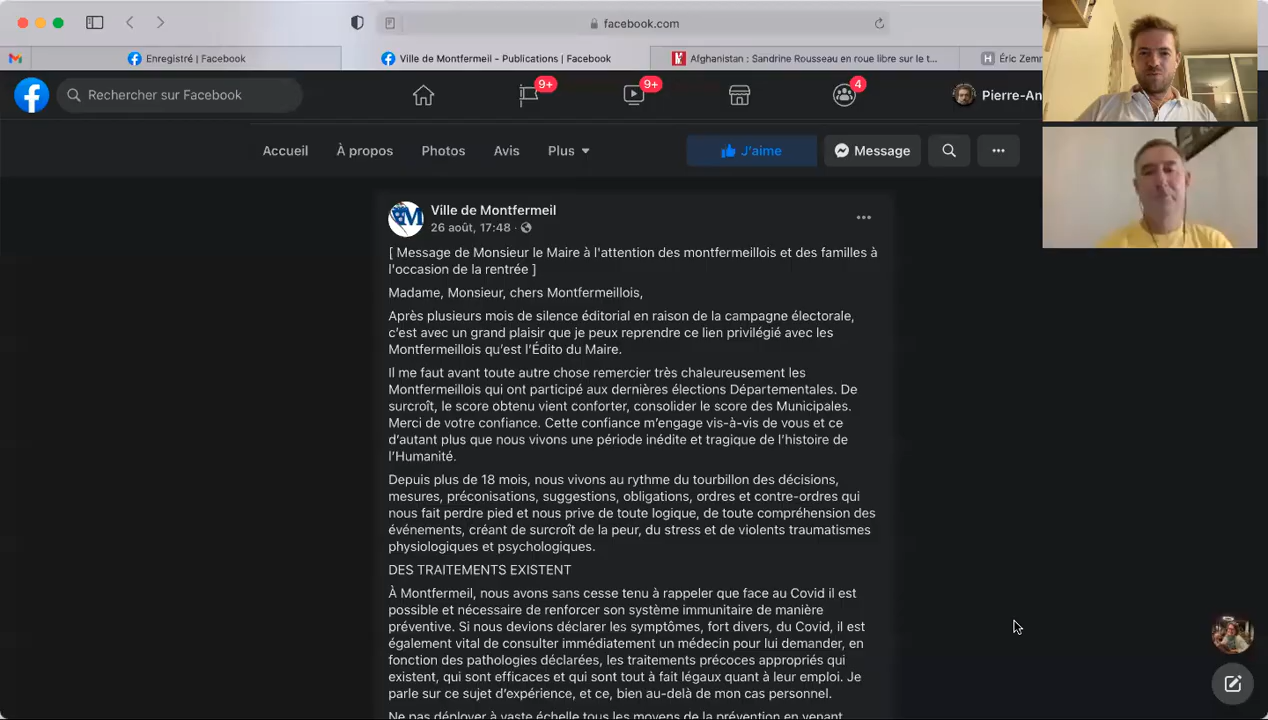 facebook.com
Enregistré | Facebook
Ville de Montfermeil – Publications | Facebook
Afghanistan : Sandrine Rousseau en roue libre sur le t...
H
Éric Zemm
Rechercher sur Facebook
9+
9+
4
Pierre-An
Accueil
À propos
Photos
Avis
Plus
J'aime
Message
Ville de Montfermeil
26 août, 17:48 ·
[ Message de Monsieur le Maire à l'attention des montfermeillois et des familles à
l'occasion de la rentrée ]
Madame, Monsieur, chers Montfermeillois,
Après plusieurs mois de silence éditorial en raison de la campagne électorale,
c'est avec un grand plaisir que je peux reprendre ce lien privilégié avec les
Montfermeillois qu'est l'Édito du Maire.
Il me faut avant toute autre chose remercier très chaleureusement les
Montfermeillois qui ont participé aux dernières élections Départementales. De
surcroît, le score obtenu vient conforter, consolider le score des Municipales.
Merci de votre confiance. Cette confiance m'engage vis-à-vis de vous et ce
d'autant plus que nous vivons une période inédite et tragique de l'histoire de
l'Humanité.
Depuis plus de 18 mois, nous vivons au rythme du tourbillon des décisions,
mesures, préconisations, suggestions, obligations, ordres et contre-ordres qui
nous fait perdre pied et nous prive de toute logique, de toute compréhension des
événements, créant de surcroît de la peur, du stress et de violents traumatismes
physiologiques et psychologiques.
DES TRAITEMENTS EXISTENT
À Montfermeil, nous avons sans cesse tenu à rappeler que face au Covid il est
possible et nécessaire de renforcer son système immunitaire de manière
préventive. Si nous devions déclarer les symptômes, fort divers, du Covid, il est
également vital de consulter immédiatement un médecin pour lui demander, en
fonction des pathologies déclarées, les traitements précoces appropriés qui
existent, qui sont efficaces et qui sont tout à fait légaux quant à leur emploi. Je
parle sur ce sujet d'expérience, et ce, bien au-delà de mon cas personnel.
Ne pas déployer à vaste échelle tous les moyens de la prévention en venant